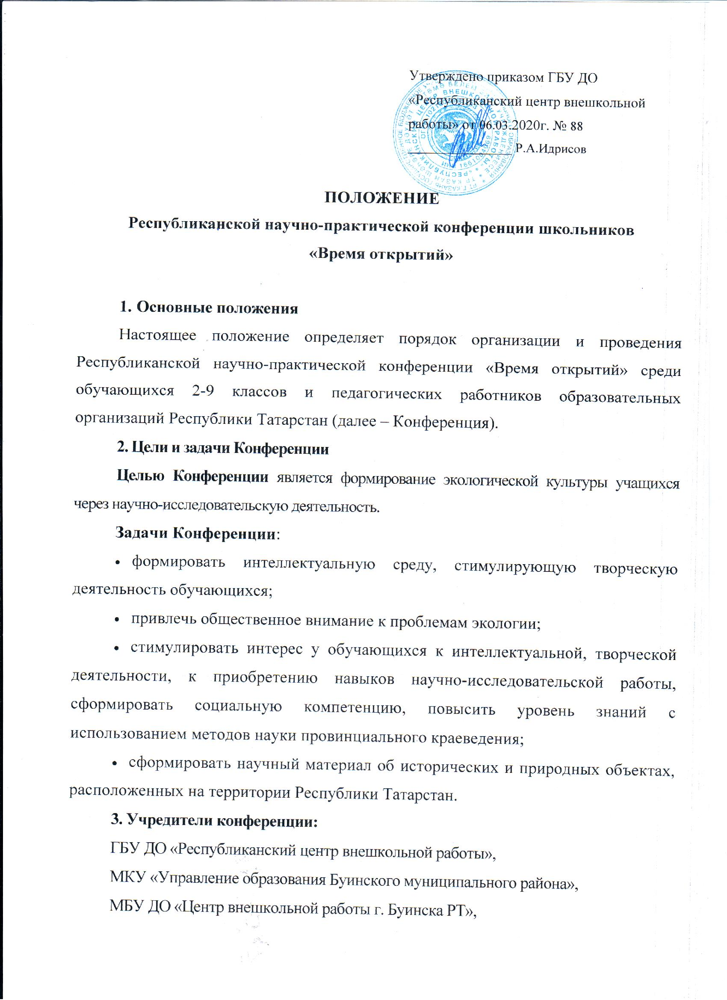 Утверждено приказом ГБУ ДО
«Республиканский центр внешкольной
работы» от 06.03.2020г. № 88
Р.А.Идрисов
ПОЛОЖЕНИЕ
Республиканской научно-практической конференции школьников
«Время открытий»
1. Основные положения
Настоящее положение определяет порядок организации и проведения
Республиканской научно-практической конференции «Время открытий» среди
обучающихся 2-9 классов и педагогических работников образовательных
организаций Республики Татарстан (далее – Конференция).
2. Цели и задачи Конференции
Целью Конференции является формирование экологической культуры учащихся
через научно-исследовательскую деятельность.
Задачи Конференции:
• формировать интеллектуальную среду, стимулирующую творческую
деятельность обучающихся;
• привлечь общественное внимание к проблемам экологии;
• стимулировать интерес у обучающихся к интеллектуальной, творческой
деятельности, к приобретению навыков научно-исследовательской работы,
сформировать социальную компетенцию, повысить уровень знаний с
использованием методов науки провинциального краеведения;
• сформировать научный материал об исторических и природных объектах,
расположенных на территории Республики Татарстан.
3. Учредители конференции:
ГБУ ДО «Республиканский центр внешкольной работы»,
МКУ «Управление образования Буинского муниципального района»,
МБУ ДО «Центр внешкольной работы г. Буинска РТ»,